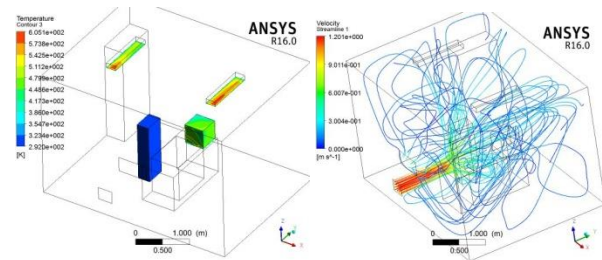 Temperature
Contour 3
6.051e+002
5.738e+002
5.425e+002
5.112e+002
4.799e+002
4.486e+002
4.173e+002
3.860e+002
3.547e+002
3.234e+002
2.920e+002
[K]
ANSYS
R16.0
0 1.000 (m)
0.500
Z
X
Velocity
Streamline 1
1.201e+000
9.011e-001
6.007e-001
3.004e-001
0.000e+000
[m s^-1]
ANSYS
R16.0
0 1.000 (m)
0.500
Z
X